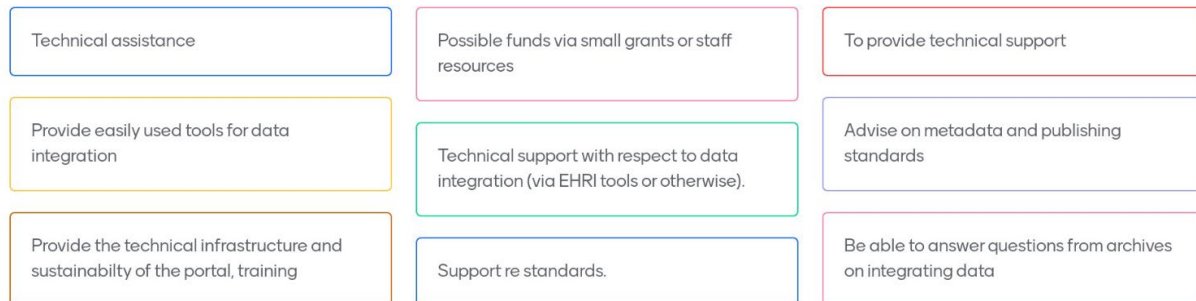 Technical assistance
Provide easily used tools for data
integration
Provide the technical infrastructure and
sustainabilty of the portal, training
Possible funds via small grants or staff
resources
Technical support with respect to data
integration (via EHRI tools or otherwise).
Support re standards.
To provide technical support
Advise on metadata and publishing
standards
Be able to answer questions from archives
on integrating data